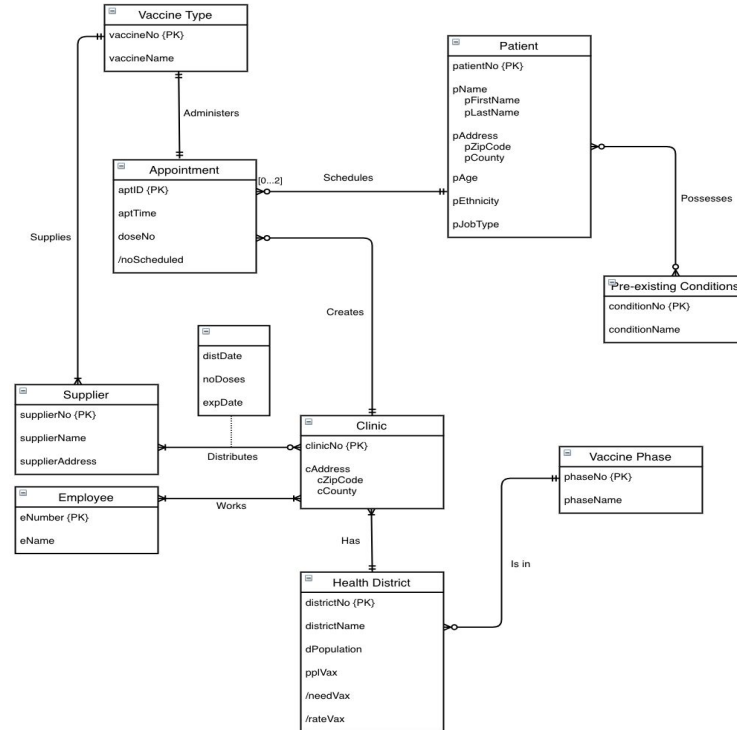 Vaccine Type
vaccineNo {PK}
vaccineName
Administers
Patient
patientNo {PK}
pName
pFirstName
pLastName
pAddress
pZipCode
pCounty
pAge
pEthnicity
pJobType
Appointment
aptID {PK}
aptTime
doseNo
/noScheduled
[0...2]
Schedules
Possesses
Supplies
Creates
Pre-existing Conditions
conditionNo {PK}
conditionName
distDate
noDoses
expDate
Supplier
supplierNo {PK}
supplierName
supplierAddress
Distributes
Clinic
clinicNo {PK}
cAddress
cZipCode
cCounty
Vaccine Phase
phaseNo {PK}
phaseName
Employee
eNumber {PK}
eName
Works
Has
Is in
Health District
districtNo {PK}
districtName
dPopulation
pplVax
/needVax
/rateVax